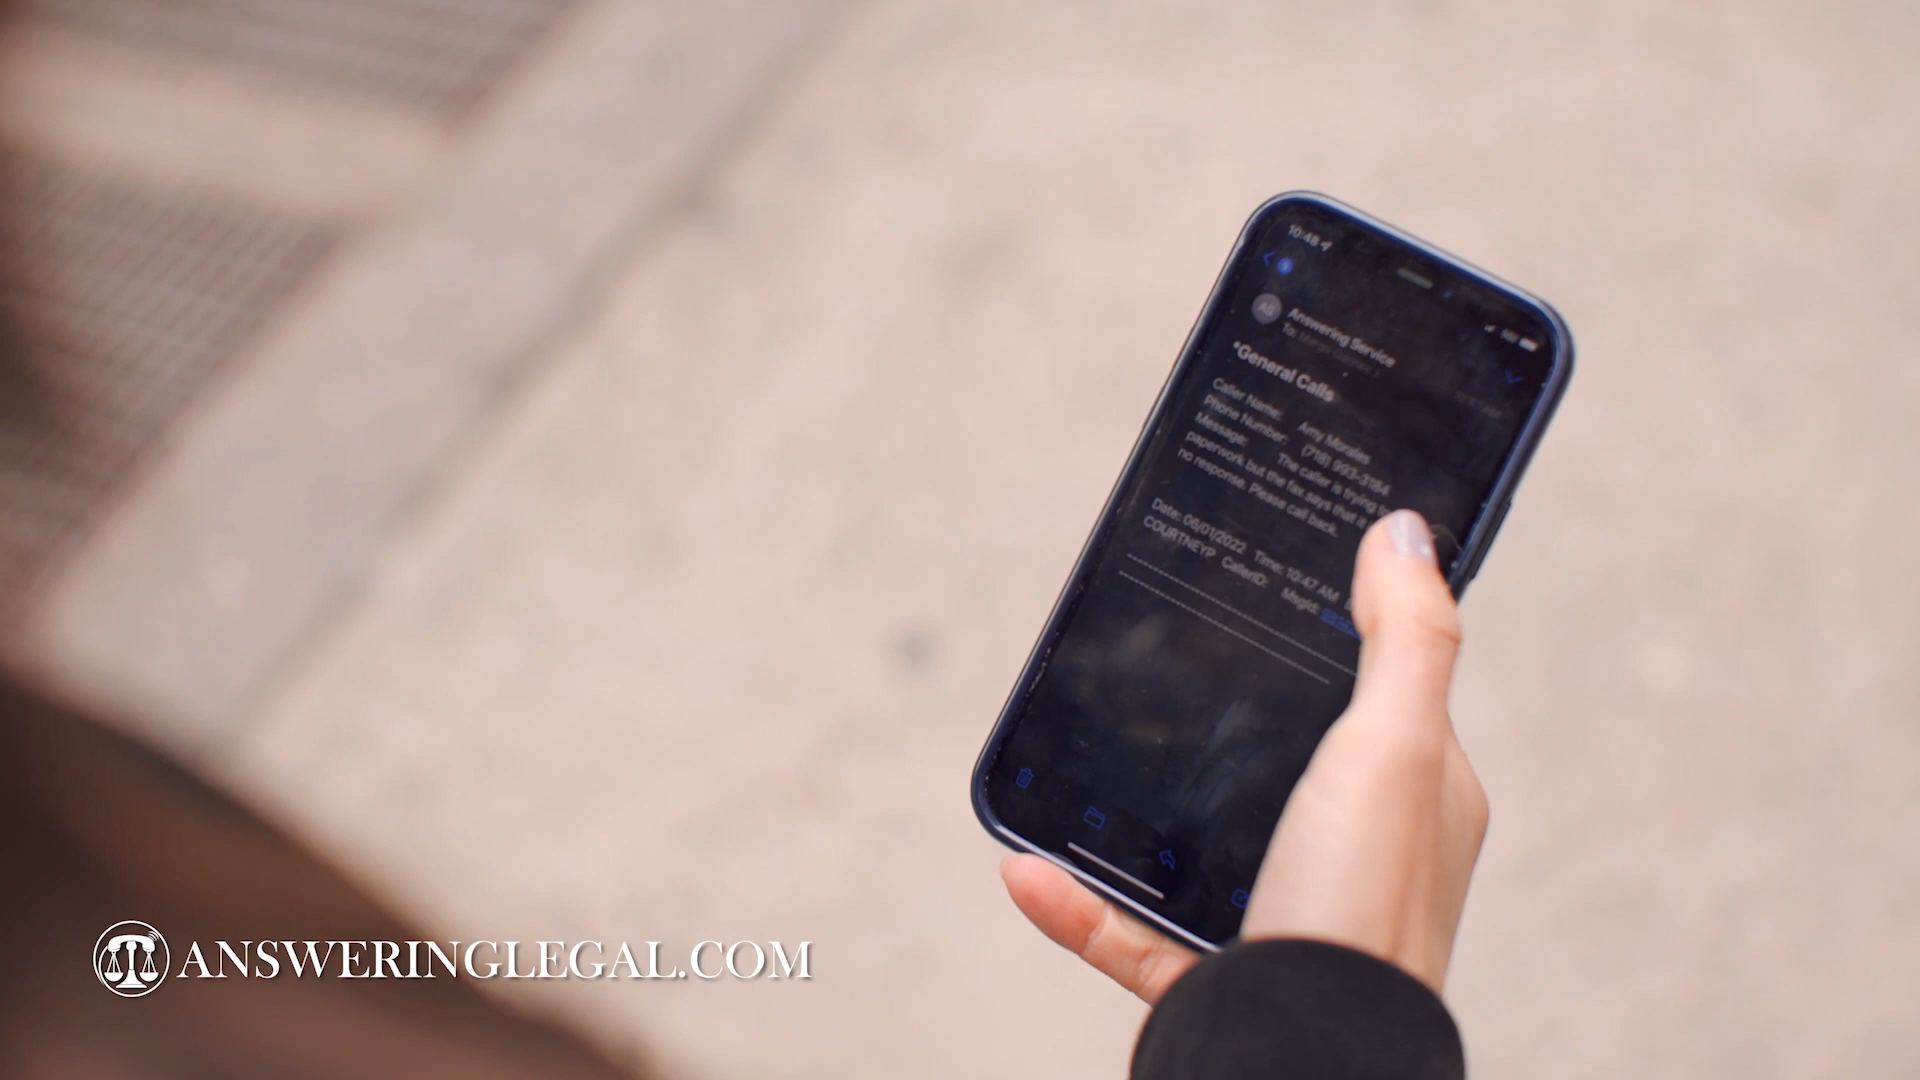 10:48
AS
Answering Service
To:
*General Calls
Caller Name: Amy Morales
Phone Number: (718) 993-3184
Message: The caller is trying to
paperwork but the fax says that it
no response. Please call back.
Date: 06/01/2022 Time: 10:47 AM
COURTNEYP CallerID: MsgId:
ANSWERINGLEGAL.COM